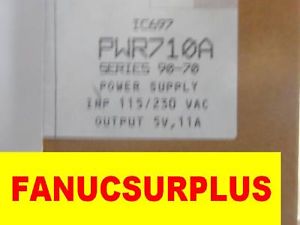 IC697
PWR710A
SERIES 90-70
POWER SUPPLY
INP 115/230 VAC
OUTPUT 5V,11A
FANUCSURPLUS